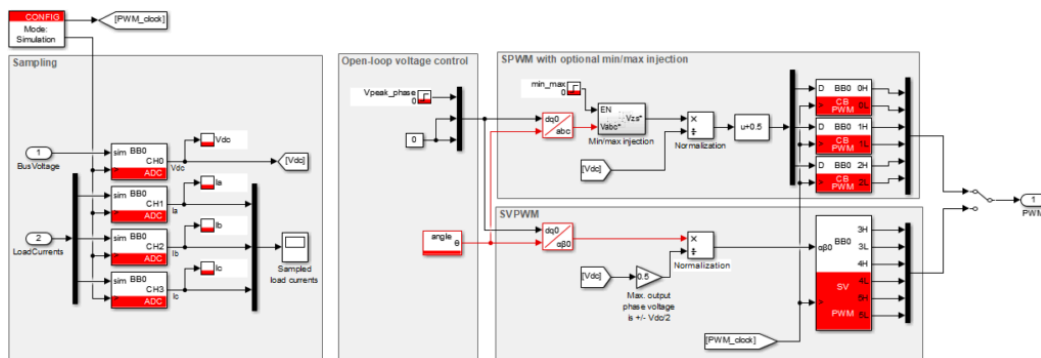 CONFIG
Mode:
Simulation
[PWM_clock]
Sampling
Vdc
1
BusVoltage
sim BB0
CH0
> ADC
Vdc
[Vdc]
Ia
sim BB0
CH1
> ADC
Ia
2
LoadCurrents
Ib
sim BB0
CH2
> ADC
Ib
Ic
sim BB0
CH3
> ADC
Ic
Sampled
load currents
Open-loop voltage control
Vpeak_phase
0
0
angle
θ
SPWM with optional min/max injection
min_max
0
dq0
abc
EN
Vzs*
Vabc*
Min/max injection
×
÷
Normalization
u+0.5
[Vdc]
D BB0 0H
> CB 0L
PWM
D BB0 1H
> CB 1L
PWM
D BB0 2H
> CB 2L
PWM
SVPWM
dq0
αβ0
×
÷
Normalization
[Vdc]
0.5
Max. output
phase voltage
is +/- Vdc/2
[PWM_clock]
αβ0 BB0
3H
3L
4H
4L
5H
5L
>
SV
PWM
1
PWM